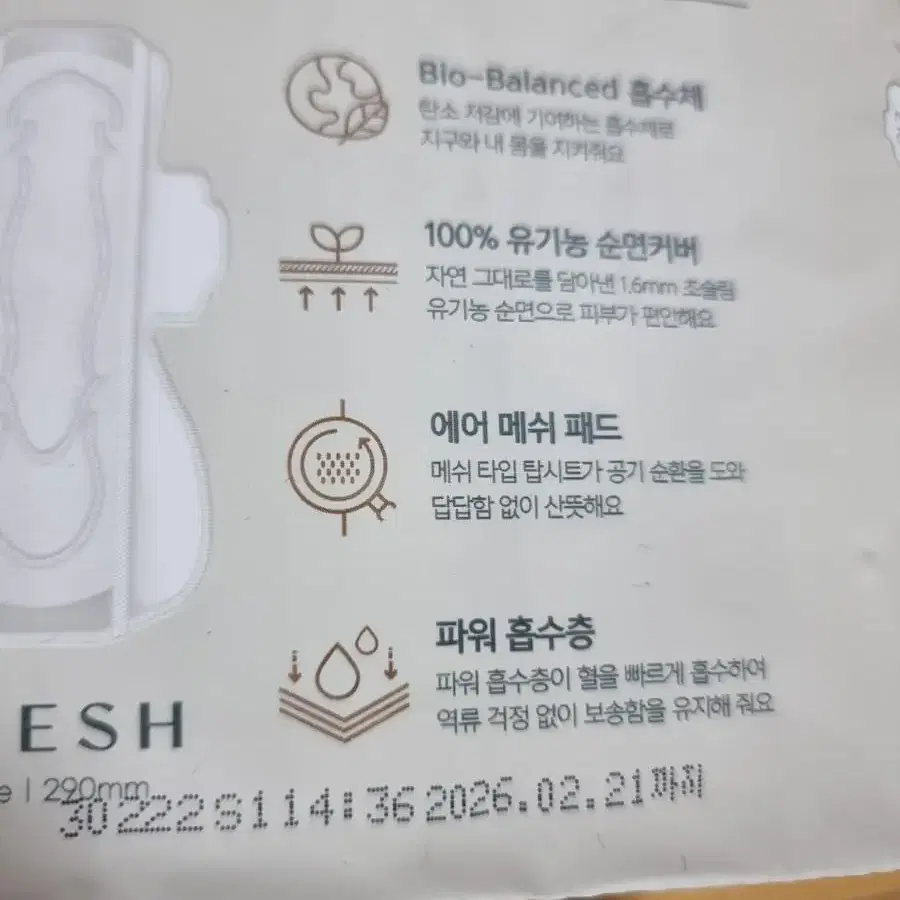 Bio-Balanced 흡수체
탄소 저감에 기여하는 흡수체로
지구와 내 몸을 지켜줘요
100% 유기농 순면커버
자연 그대로를 담아낸 1.6mm 초슬림
유기농 순면으로 피부가 편안해요
에어 메쉬 패드
메쉬 타입 탑시트가 공기 순환을 도와
답답함 없이 산뜻해요
파워 흡수층
파워 흡수층이 혈을 빠르게 흡수하여
역류 걱정 없이 보송함을 유지해 줘요
ESH
e | 290mm
30222S114:36 2026.02.21까지